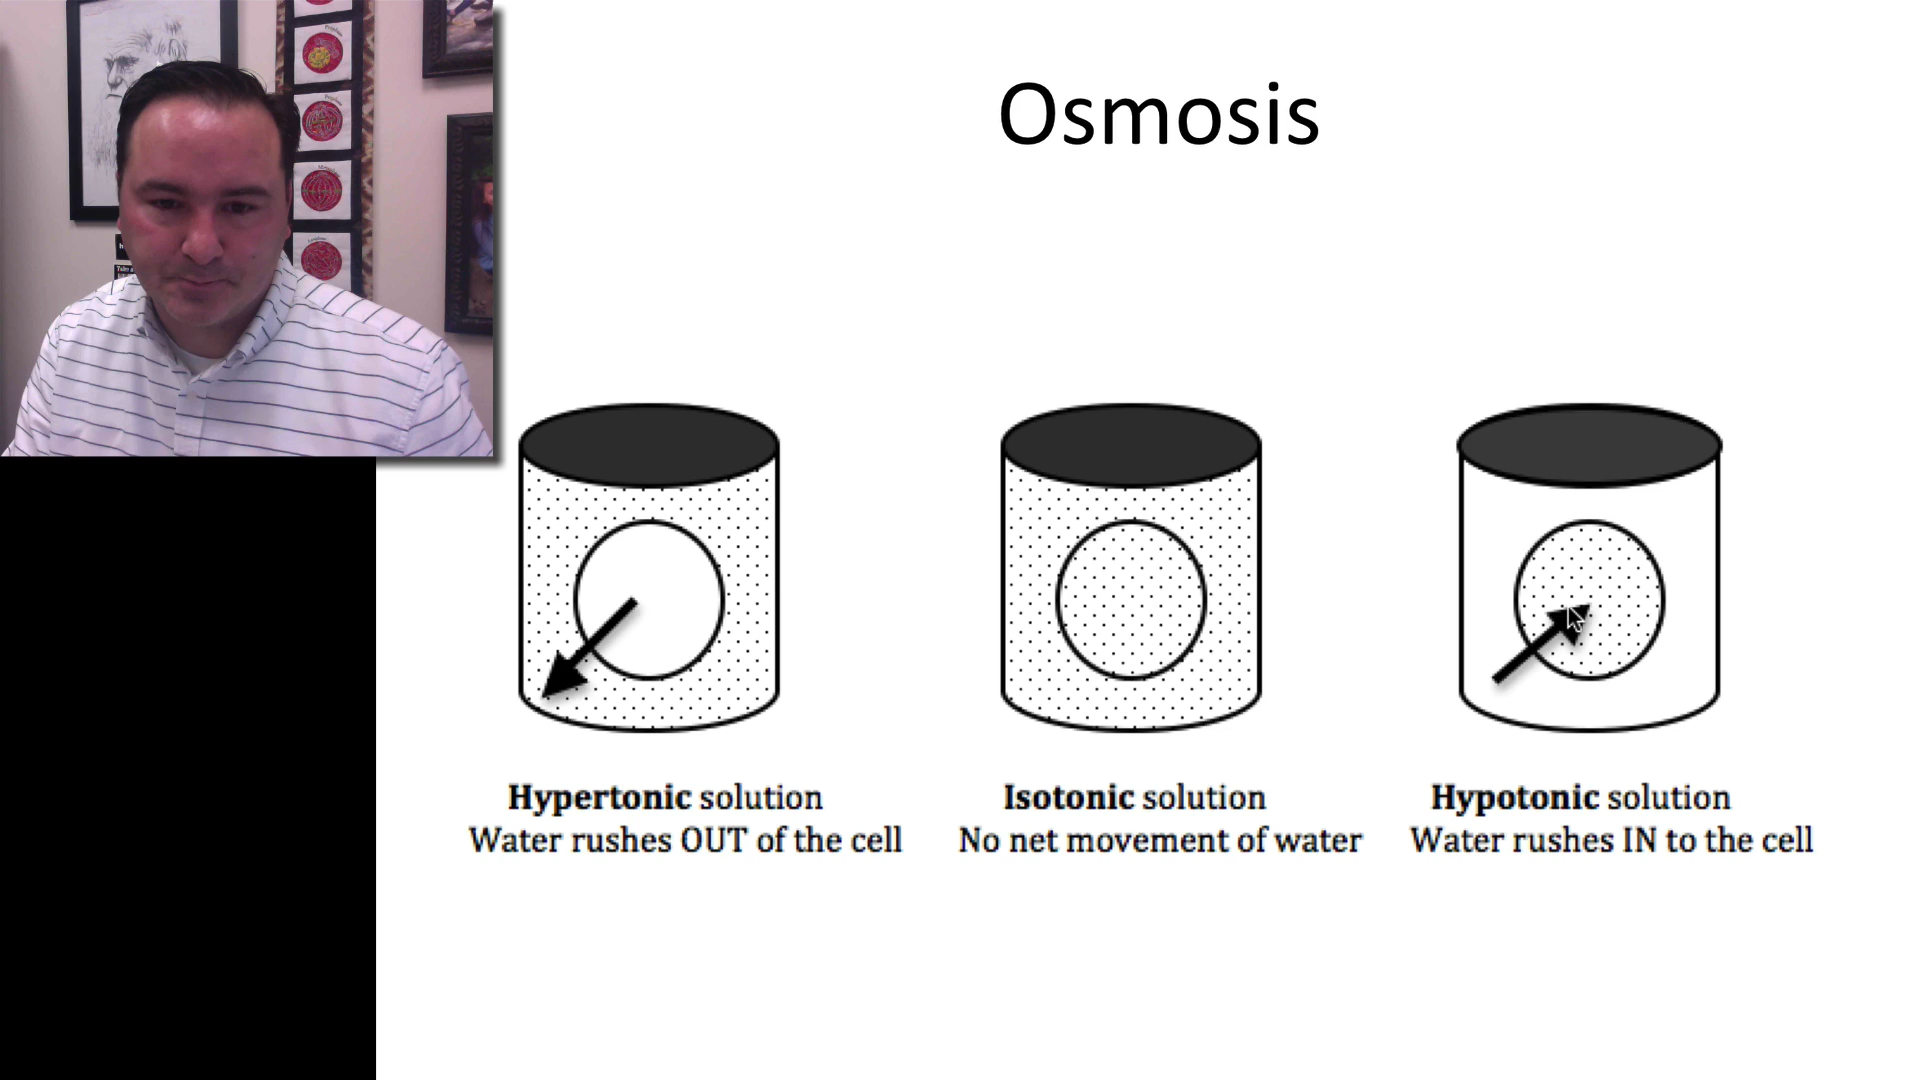 Osmosis
Hypertonic solution
Water rushes OUT of the cell
Isotonic solution
No net movement of water
Hypotonic solution
Water rushes IN to the cell